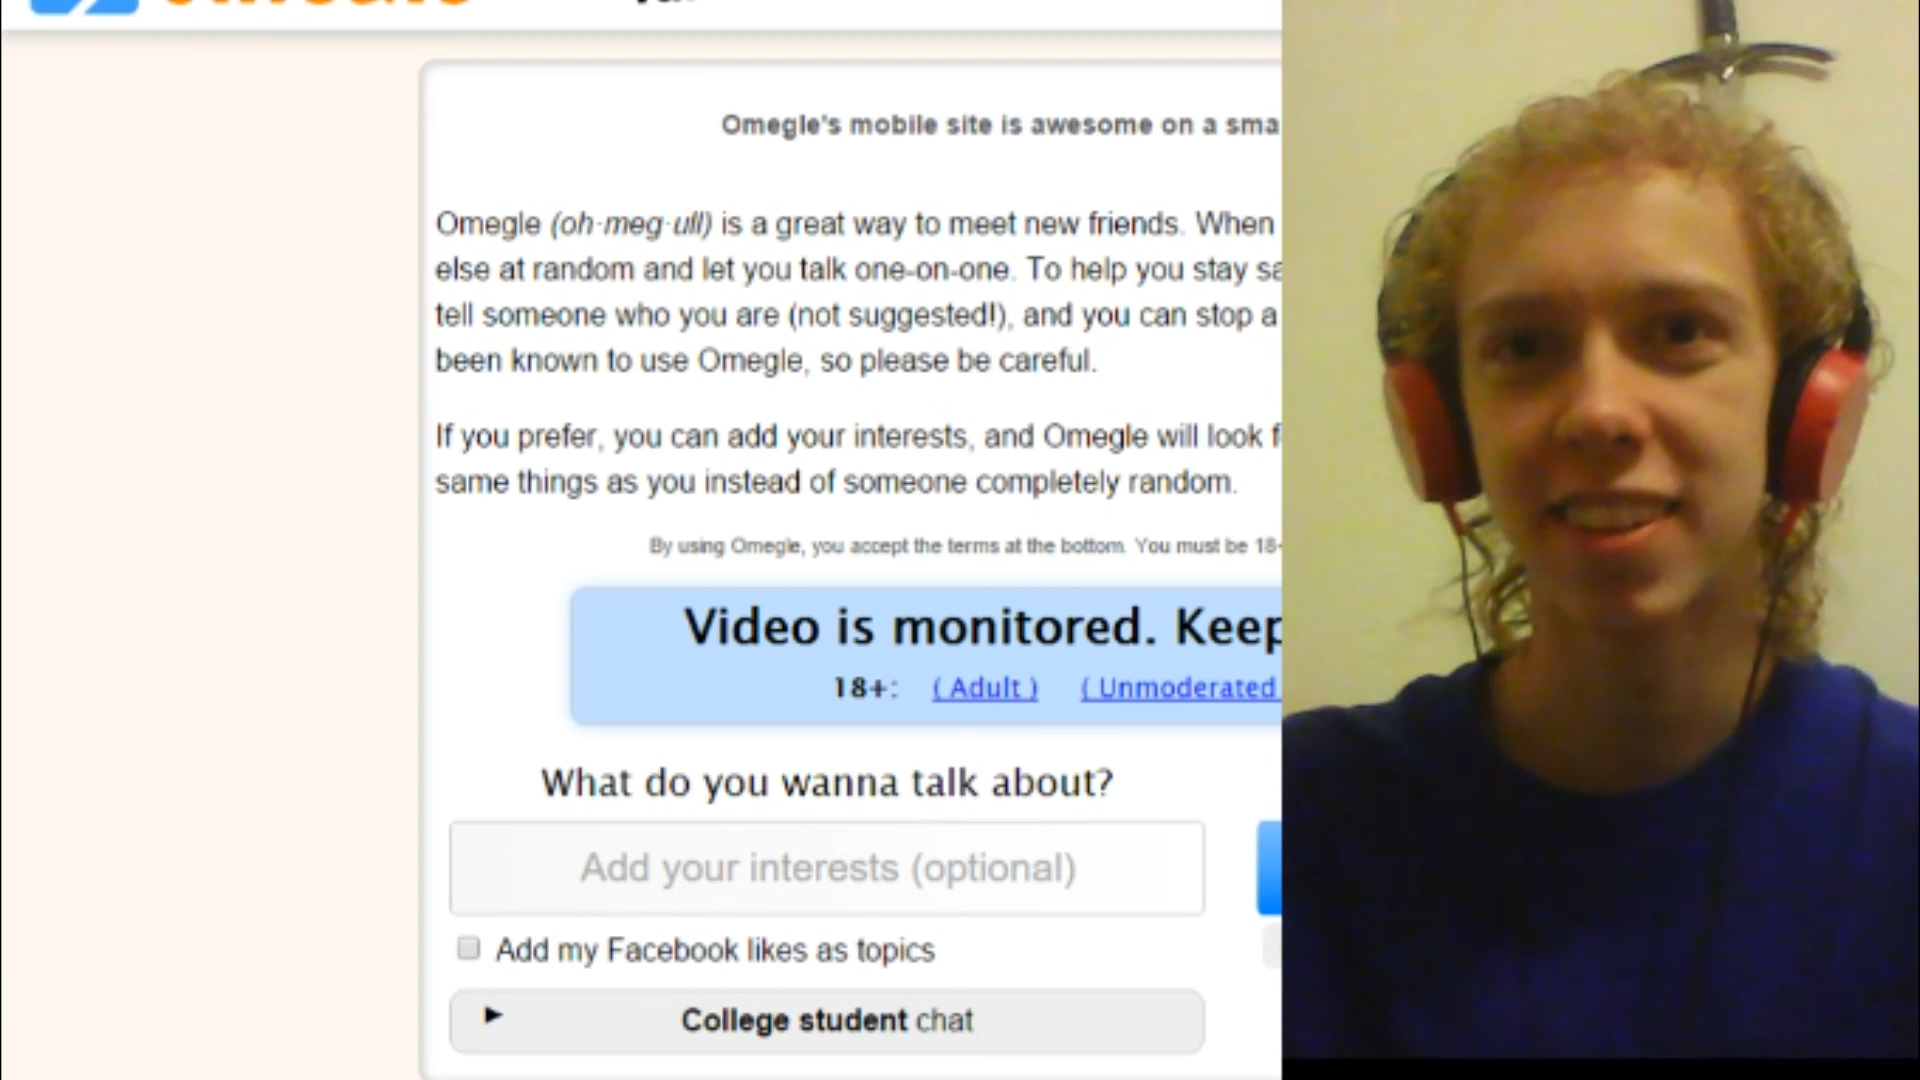 Omegle's mobile site is awesome on a sma
Omegle (oh·meg·ull) is a great way to meet new friends. When
else at random and let you talk one-on-one. To help you stay sa
tell someone who you are (not suggested!), and you can stop a
been known to use Omegle, so please be careful.
If you prefer, you can add your interests, and Omegle will look f
same things as you instead of someone completely random.
By using Omegle, you accept the terms at the bottom. You must be 18+
Video is monitored. Keep
18+: (Adult) (Unmoderated
What do you wanna talk about?
Add your interests (optional)
Add my Facebook likes as topics
College student chat